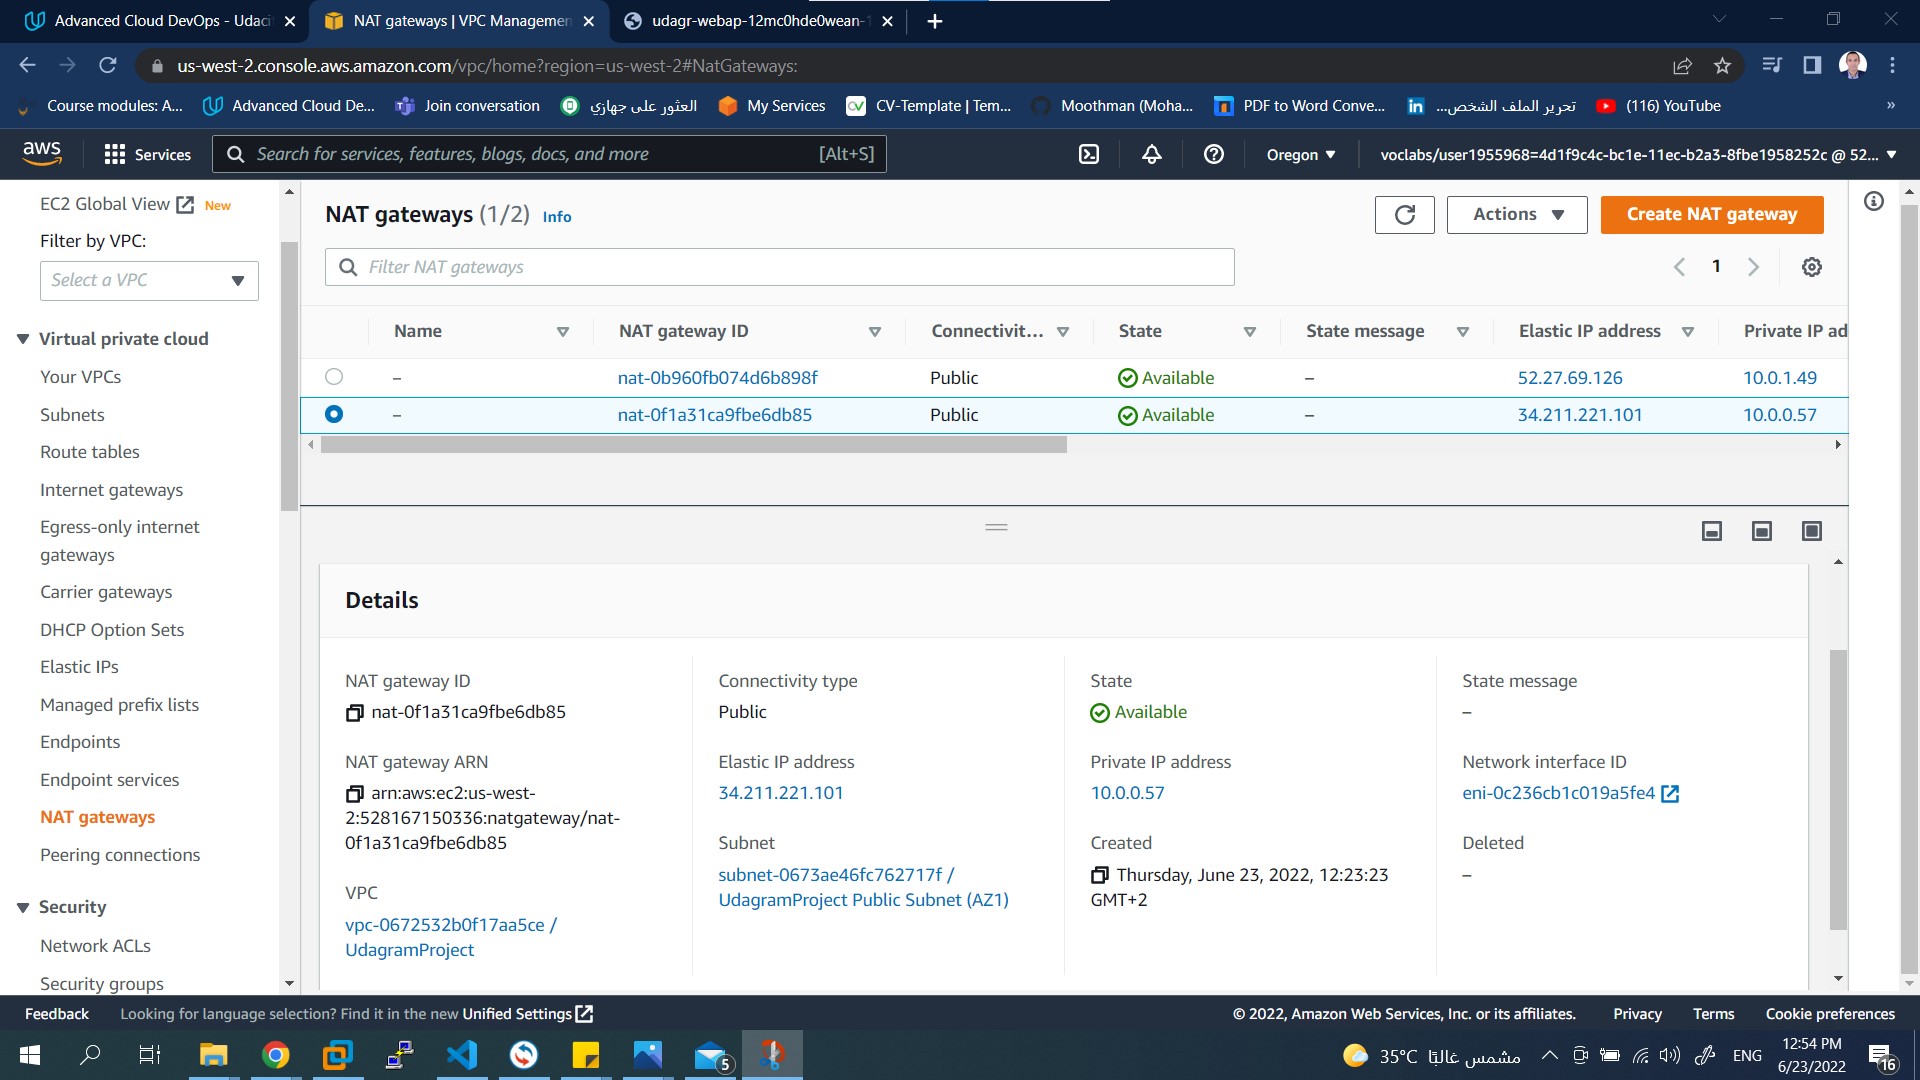 Advanced Cloud DevOps - Udaci
NAT gateways | VPC Managemen
udagr-webap-12mc0hde0wean-1
us-west-2.console.aws.amazon.com/vpc/home?region=us-west-2#NatGateways:
Course modules: A...
Advanced Cloud De...
Join conversation
العثور على جهازي
My Services
CV-Template | Tem...
Moothman (Moha...
PDF to Word Conve...
تحرير الملف الشخص...
(116) YouTube
»
aws
Services
Search for services, features, blogs, docs, and more
[Alt+S]
Oregon
voclabs/user1955968=4d1f9c4c-bc1e-11ec-b2a3-8fbe1958252c @ 52...
EC2 Global View
New
Filter by VPC:
Select a VPC
Virtual private cloud
Your VPCs
Subnets
Route tables
Internet gateways
Egress-only internet
gateways
Carrier gateways
DHCP Option Sets
Elastic IPs
Managed prefix lists
Endpoints
Endpoint services
NAT gateways
Peering connections
Security
Network ACLs
Security groups
NAT gateways (1/2) Info
Actions
Create NAT gateway
Filter NAT gateways
1
Name
NAT gateway ID
Connectivit...
State
State message
Elastic IP address
Private IP ad
– nat-0b960fb074d6b898f Public Available – 52.27.69.126 10.0.1.49
– nat-0f1a31ca9fbe6db85 Public Available – 34.211.221.101 10.0.0.57
Details
NAT gateway ID
nat-0f1a31ca9fbe6db85
NAT gateway ARN
arn:aws:ec2:us-west-
2:528167150336:natgateway/nat-
0f1a31ca9fbe6db85
VPC
vpc-0672532b0f17aa5ce /
UdagramProject
Connectivity type
Public
Elastic IP address
34.211.221.101
Subnet
subnet-0673ae46fc762717f /
UdagramProject Public Subnet (AZ1)
State
Available
Private IP address
10.0.0.57
Created
Thursday, June 23, 2022, 12:23:23
GMT+2
State message
–
Network interface ID
eni-0c236cb1c019a5fe4
Deleted
–
Feedback
Looking for language selection? Find it in the new Unified Settings
© 2022, Amazon Web Services, Inc. or its affiliates.
Privacy
Terms
Cookie preferences
5
35°C مشمس غالبًا
ENG
12:54 PM
6/23/2022
16